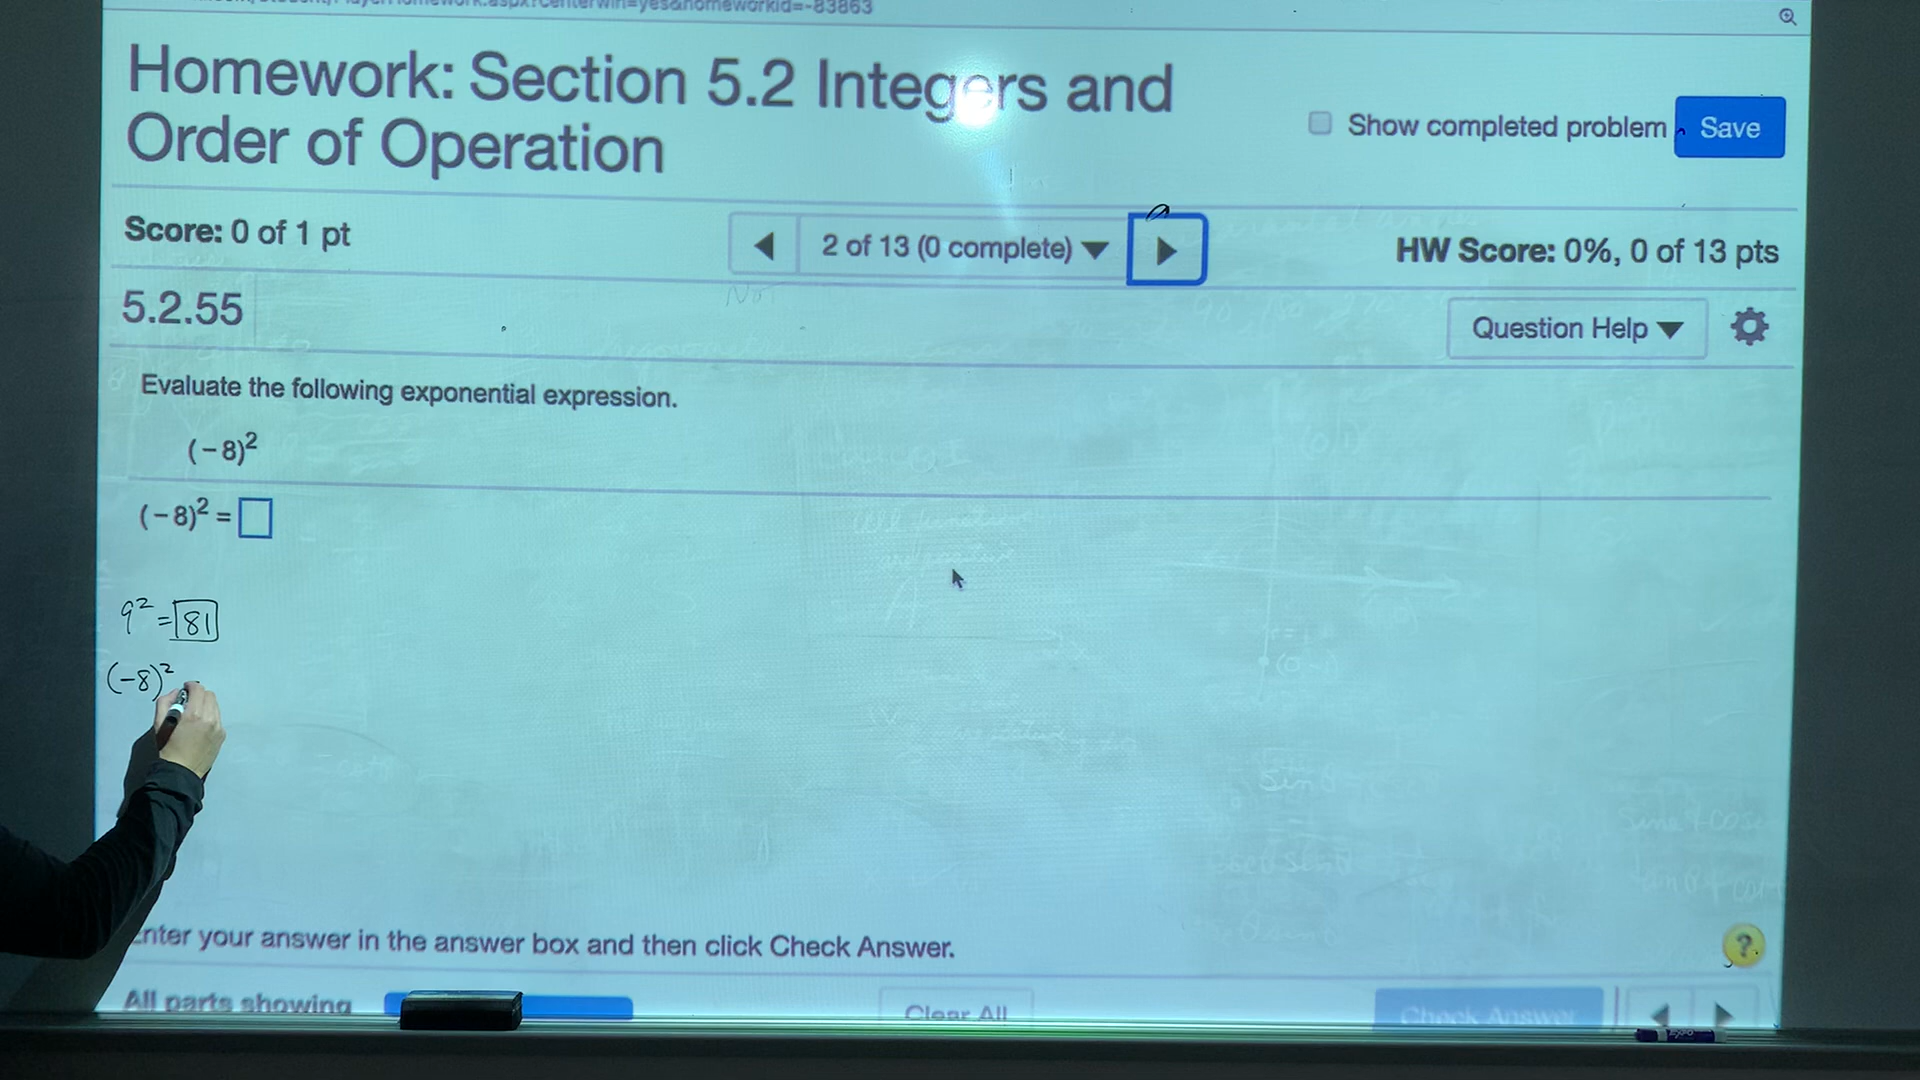 homeworkid=-83863
Homework: Section 5.2 Integers and
Order of Operation
Show completed problem
Save
Score: 0 of 1 pt
2 of 13 (0 complete)
HW Score: 0%, 0 of 13 pts
5.2.55
Question Help
Evaluate the following exponential expression.
(-8)²
(-8)² =
9² = 81
(-8)²
Enter your answer in the answer box and then click Check Answer.
?
All parts showing
Clear All
Check Answer